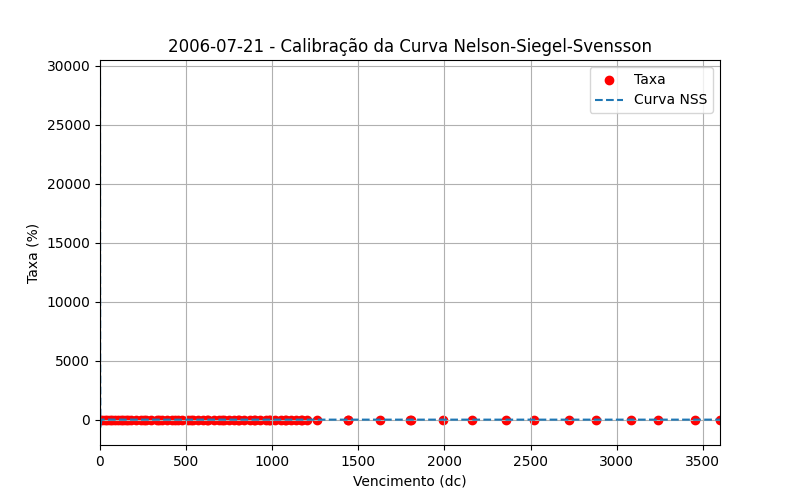 2006-07-21 - Calibração da Curva Nelson-Siegel-Svensson
Taxa
Curva NSS
Taxa (%)
30000
25000
20000
15000
10000
5000
0
0 500 1000 1500 2000 2500 3000 3500
Vencimento (dc)